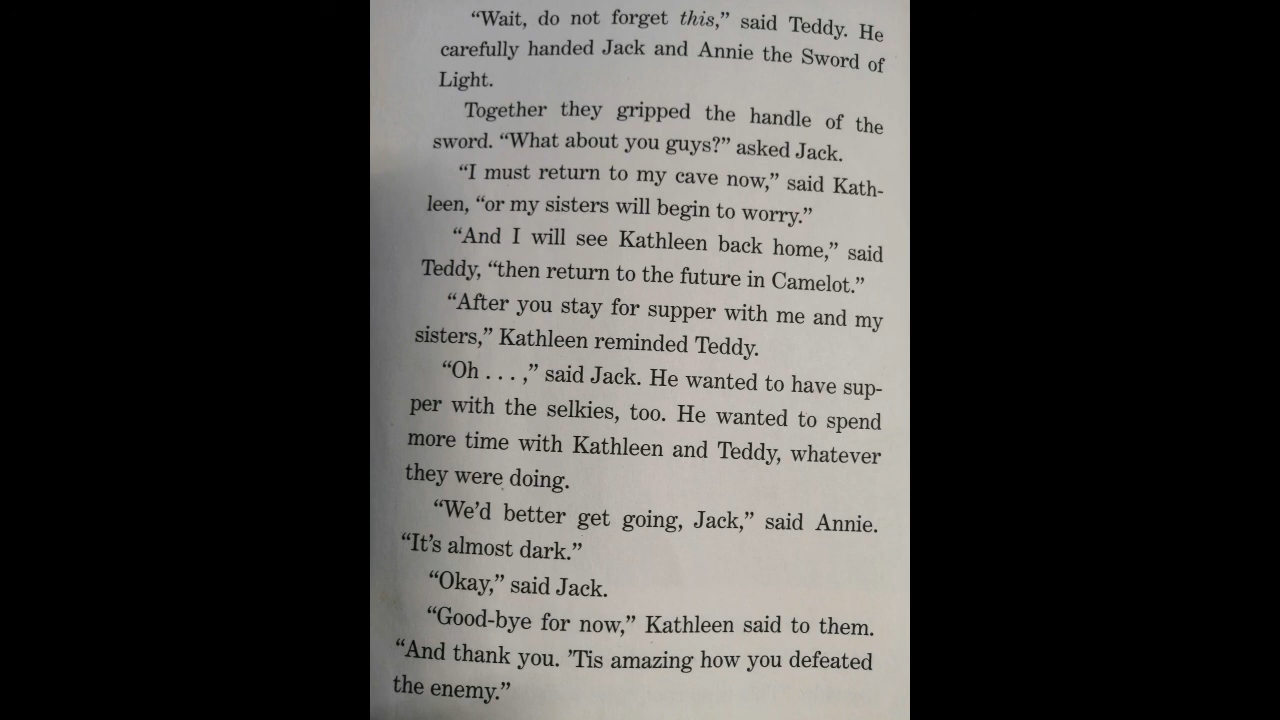 “Wait, do not forget this,” said Teddy. He
carefully handed Jack and Annie the Sword of
Light.
Together they gripped the handle of the
sword. “What about you guys?” asked Jack.
“I must return to my cave now,” said Kath-
leen, “or my sisters will begin to worry.”
“And I will see Kathleen back home,” said
Teddy, “then return to the future in Camelot.”
“After you stay for supper with me and my
sisters,” Kathleen reminded Teddy.
“Oh . . . ,” said Jack. He wanted to have sup-
per with the selkies, too. He wanted to spend
more time with Kathleen and Teddy, whatever
they were doing.
“We’d better get going, Jack,” said Annie.
“It’s almost dark.”
“Okay,” said Jack.
“Good-bye for now,” Kathleen said to them.
“And thank you. ’Tis amazing how you defeated
the enemy.”